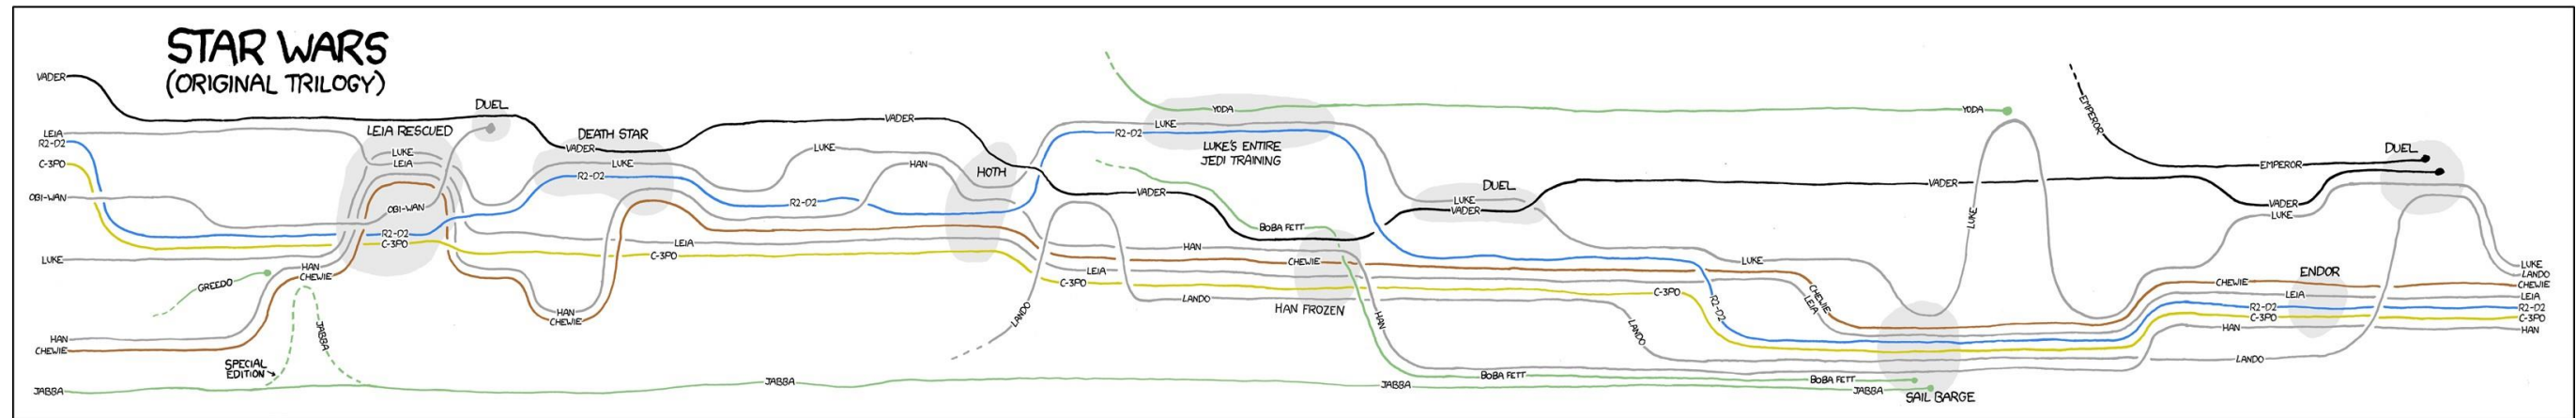 STAR WARS
(ORIGINAL TRILOGY)
VADER
LEIA
R2-D2
C-3PO
OBI-WAN
LUKE
HAN
CHEWIE
JABBA
GREEDO
SPECIAL
EDITION
JABBA
HAN
CHEWIE
LEIA RESCUED
LUKE
LEIA
OBI-WAN
R2-D2
C-3PO
DUEL
DEATH STAR
VADER
LUKE
R2-D2
HAN
CHEWIE
LEIA
C-3PO
JABBA
LUKE
R2-D2
VADER
HAN
HOTH
LANDO
LEIA
C-3PO
R2-D2
LUKE
VADER
YODA
LUKE'S ENTIRE
JEDI TRAINING
HAN
LANDO
BOBA FETT
CHEWIE
HAN FROZEN
HAN
JABBA
DUEL
LUKE
VADER
BOBA FETT
LANDO
C-3PO
R2-D2
LUKE
CHEWIE
LEIA
BOBA FETT
JABBA
SAIL BARGE
VADER
LUKE
YODA
EMPEROR
EMPEROR
VADER
LUKE
DUEL
CHEWIE
ENDOR
LEIA
R2-D2
C-3PO
HAN
LANDO
LUKE
LANDO
CHEWIE
LEIA
R2-D2
C-3PO
HAN